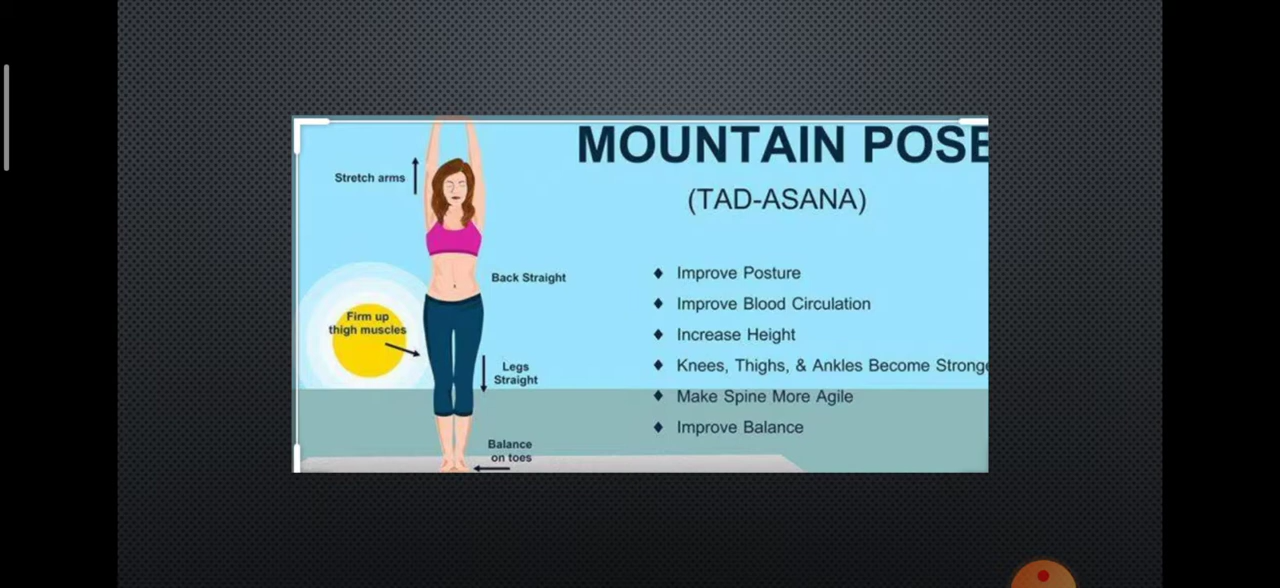 MOUNTAIN POSE
(TAD-ASANA)
Stretch arms
Back Straight
Firm up
thigh muscles
Legs
Straight
Balance
on toes
♦ Improve Posture
♦ Improve Blood Circulation
♦ Increase Height
♦ Knees, Thighs, & Ankles Become Stronge
♦ Make Spine More Agile
♦ Improve Balance